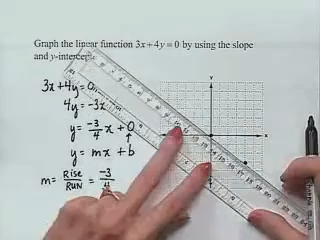 Graph the linear function 3x + 4y = 0 by using the slope
and y-intercept.
3x+4y=0
4y = -3x
y = -3/4 x + 0
y = mx + b
m = RISE/RUN = -3/4
y
x